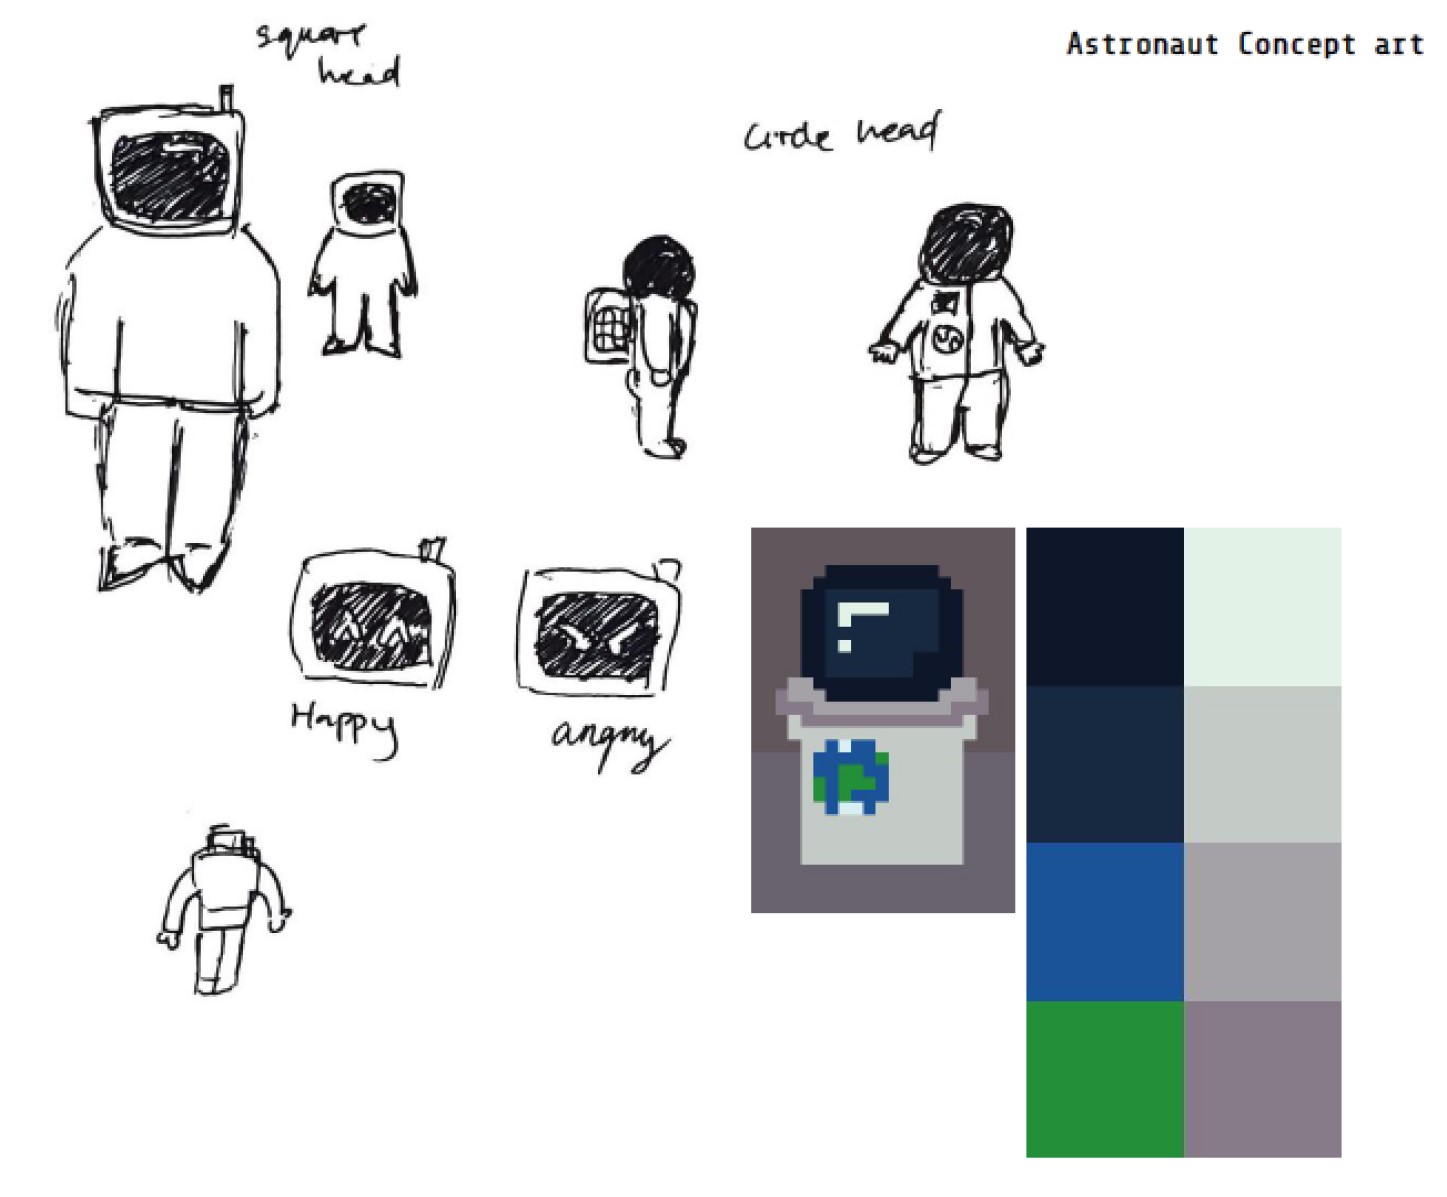 square
head
Astronaut Concept art
Circle head
Happy
angry